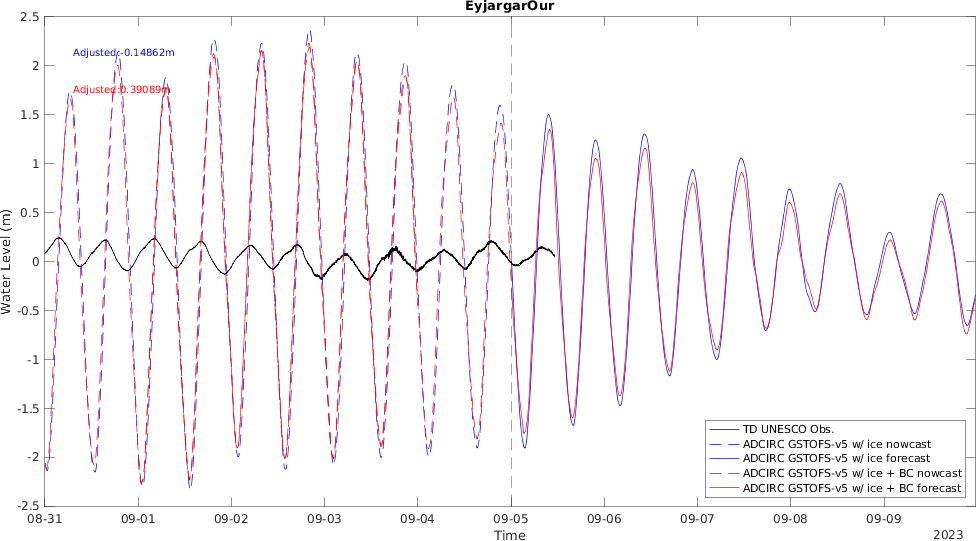 EyjargarOur
2.5
2
1.5
1
0.5
0
-0.5
-1
-1.5
-2
-2.5
Water Level (m)
Adjusted:-0.14862m
Adjusted:0.39089m
TD UNESCO Obs.
ADCIRC GSTOFS-v5 w/ ice nowcast
ADCIRC GSTOFS-v5 w/ ice forecast
ADCIRC GSTOFS-v5 w/ ice + BC nowcast
ADCIRC GSTOFS-v5 w/ ice + BC forecast
08-31 09-01 09-02 09-03 09-04 09-05 09-06 09-07 09-08 09-09
Time
2023